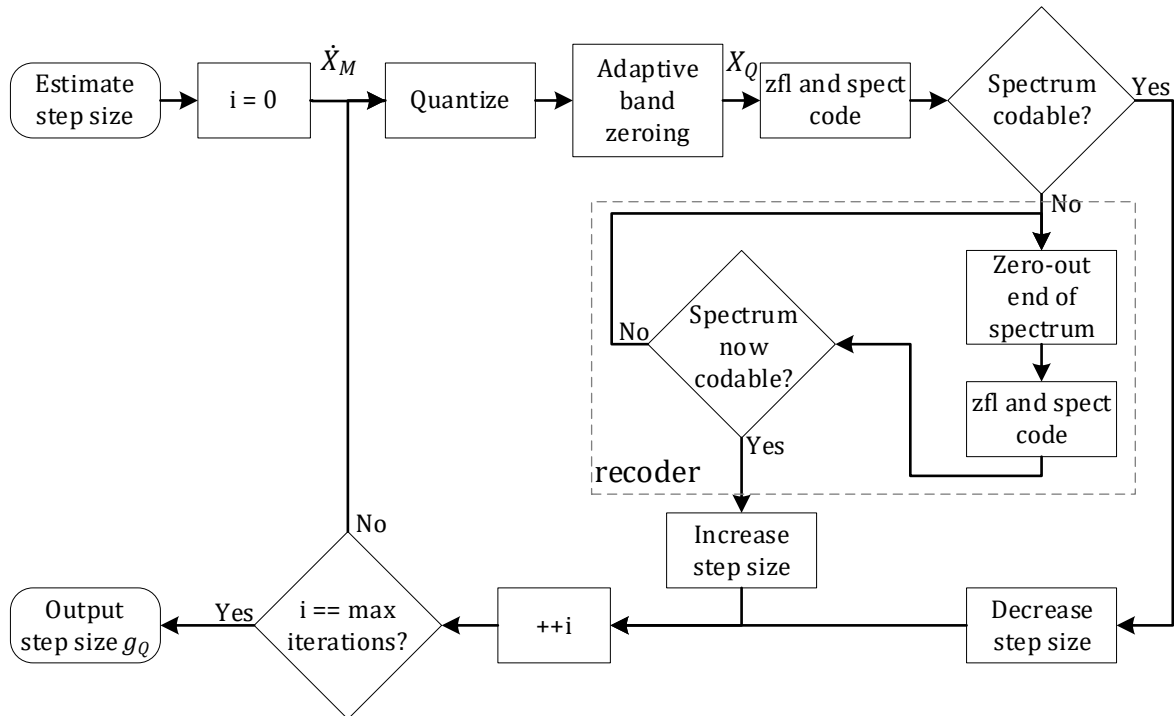 Estimate
step size
i = 0
Ẋ_M
Quantize
Adaptive
band
zeroing
X_Q
zfl and spect
code
Spectrum
codable?
Yes
No
Zero-out
end of
spectrum
zfl and spect
code
Spectrum
now
codable?
No
Yes
recoder
Increase
step size
Decrease
step size
++i
i == max
iterations?
No
Yes
Output
step size g_Q